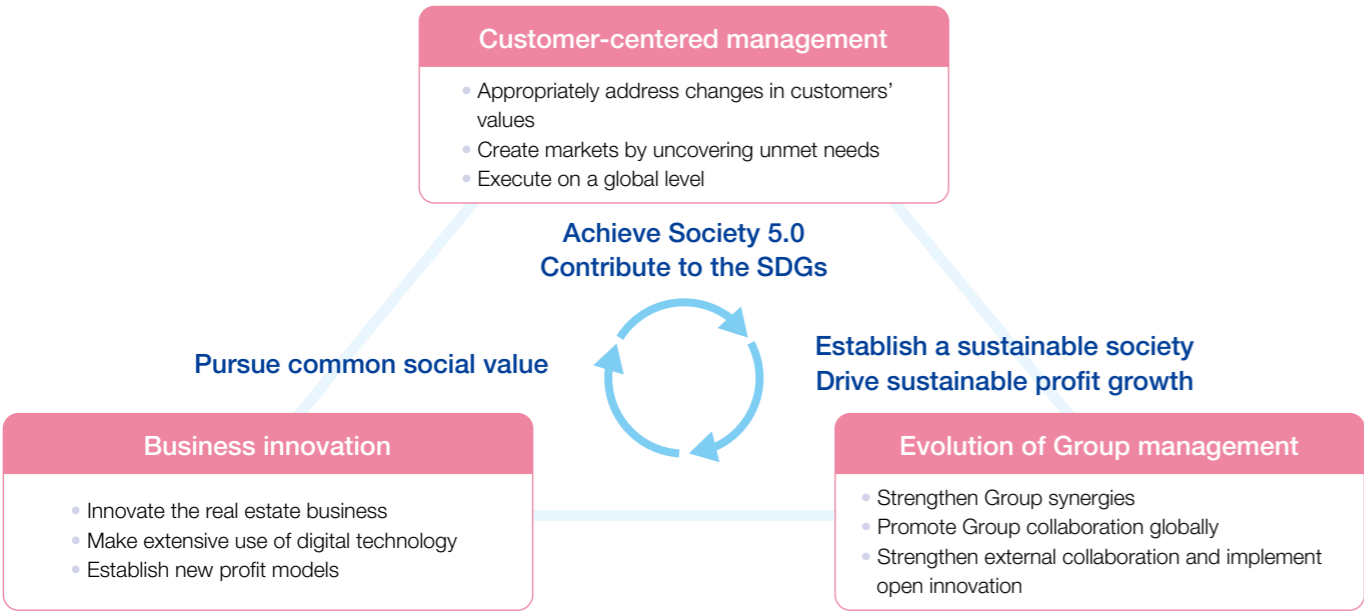 Customer-centered management
• Appropriately address changes in customers’
values
• Create markets by uncovering unmet needs
• Execute on a global level
Achieve Society 5.0
Contribute to the SDGs
Pursue common social value
Establish a sustainable society
Drive sustainable profit growth
Business innovation
• Innovate the real estate business
• Make extensive use of digital technology
• Establish new profit models
Evolution of Group management
• Strengthen Group synergies
• Promote Group collaboration globally
• Strengthen external collaboration and implement
open innovation